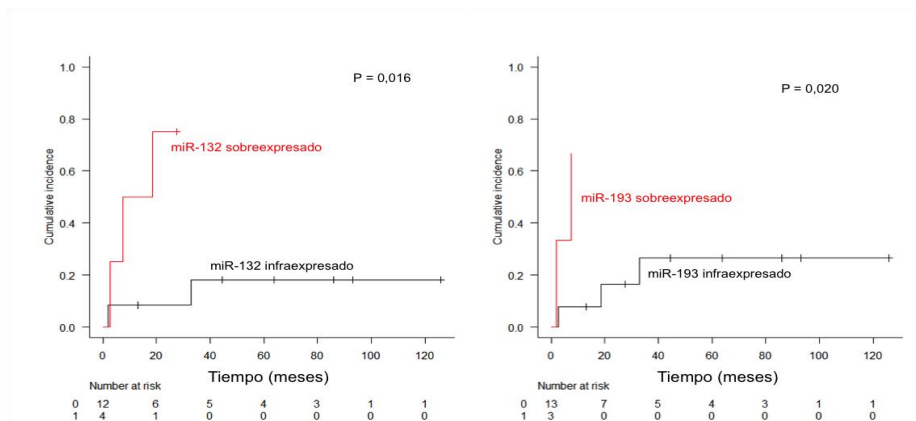 1.0
0.8
0.6
0.4
0.2
0.0
Cumulative incidence
P = 0,016
miR-132 sobreexpresado
miR-132 infraexpresado
0 20 40 60 80 100 120
Tiempo (meses)
Number at risk
0 12 6 5 4 3 1 1
1 4 1 0 0 0 0 0
1.0
0.8
0.6
0.4
0.2
0.0
Cumulative incidence
P = 0,020
miR-193 sobreexpresado
miR-193 infraexpresado
0 20 40 60 80 100 120
Tiempo (meses)
Number at risk
0 13 7 5 4 3 1 1
1 3 0 0 0 0 0 0